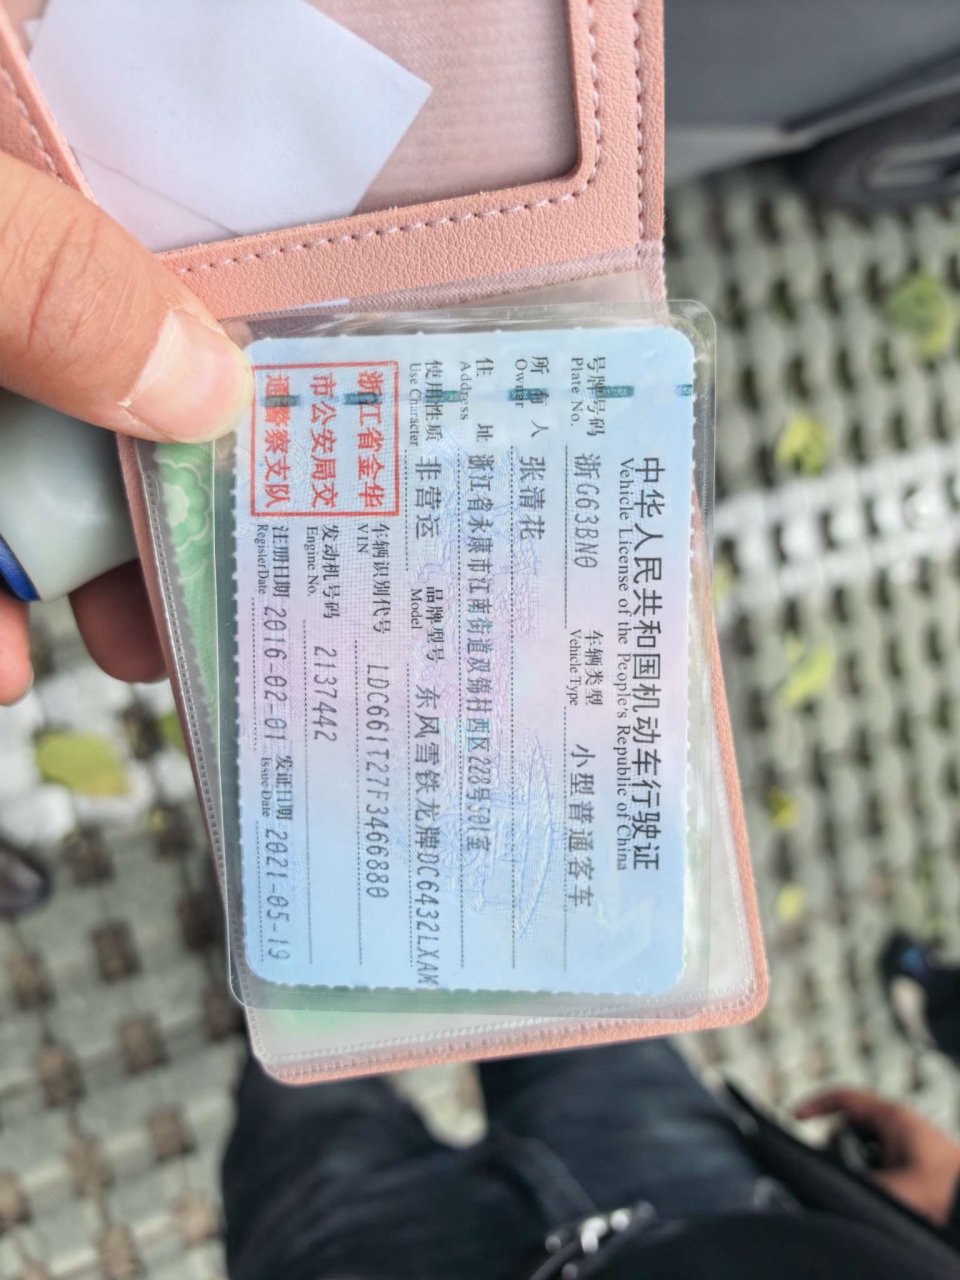 中华人民共和国机动车行驶证
Vehicle License of the People's Republic of China
号牌号码 浙GG3BN0 车辆类型 小型普通客车
Plate No. Vehicle Type
所有人 张清花
Owner
住址 浙江省永康市江南街道双锦村西区228号501室
Address
使用性质 非营运 品牌型号 东风雪铁龙牌DC6432LXAM
Use Character Model
浙江省金华
市公安局交
通警察支队
车辆识别代号 LDC661T27F3466880
VIN
发动机号码 2137442
Engine No.
注册日期 2016-02-01 发证日期 2021-05-19
Register Date Issue Date